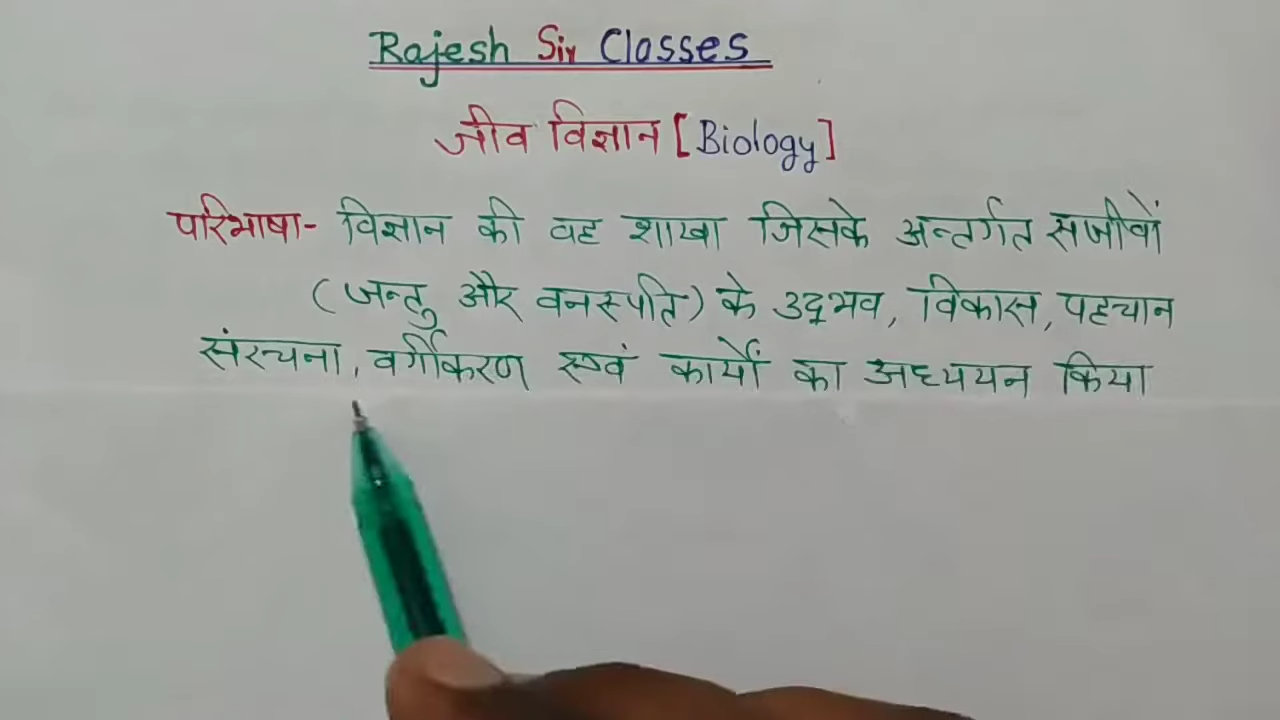 Rajesh Sir Classes
जीव विज्ञान [Biology]
परिभाषा- विज्ञान की वह शाखा जिसके अन्तर्गत सजीवों
(जन्तु और वनस्पति) के उद्भव, विकास, पहचान
संरचना, वर्गीकरण एवं कार्यों का अध्ययन किया